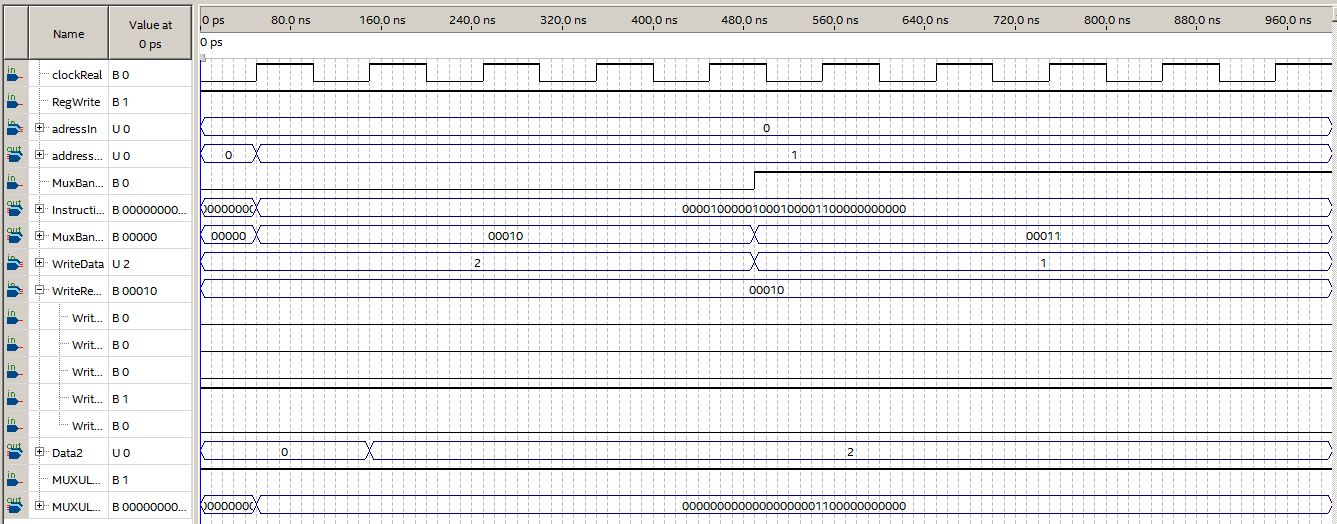 Name
Value at
0 ps
0 ps 80.0 ns 160.0 ns 240.0 ns 320.0 ns 400.0 ns 480.0 ns 560.0 ns 640.0 ns 720.0 ns 800.0 ns 880.0 ns 960.0 ns
0 ps
in clockReal B 0
in RegWrite B 1
in adressIn U 0 0
out address... U 0 0 1
in MuxBan... B 0
out Instructi... B 00000000... 00001000001000100001100000000000
out MuxBan... B 00000 00000 00010 00011
in WriteData U 2 2 1
in WriteRe... B 00010 00010
in Writ... B 0
in Writ... B 0
in Writ... B 0
in Writ... B 1
in Writ... B 0
out Data2 U 0 0 2
in MUXUL... B 1
out MUXUL... B 00000000... 00000000000000000001100000000000